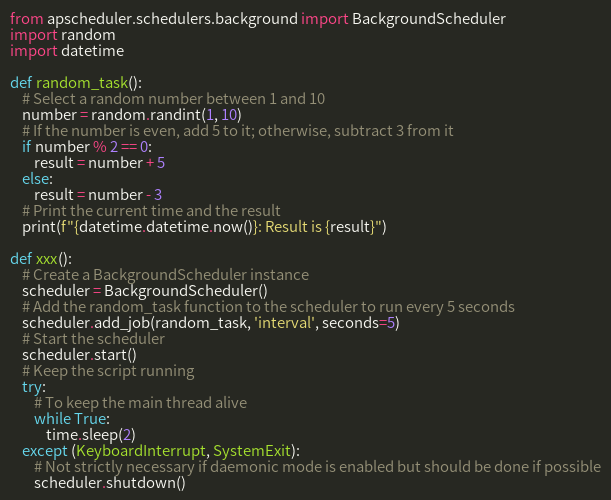 from apscheduler.schedulers.background import BackgroundScheduler
import random
import datetime

def random_task():
    # Select a random number between 1 and 10
    number = random.randint(1, 10)
    # If the number is even, add 5 to it; otherwise, subtract 3 from it
    if number % 2 == 0:
        result = number + 5
    else:
        result = number - 3
    # Print the current time and the result
    print(f"{datetime.datetime.now()}: Result is {result}")

def xxx():
    # Create a BackgroundScheduler instance
    scheduler = BackgroundScheduler()
    # Add the random_task function to the scheduler to run every 5 seconds
    scheduler.add_job(random_task, 'interval', seconds=5)
    # Start the scheduler
    scheduler.start()
    # Keep the script running
    try:
        # To keep the main thread alive
        while True:
            time.sleep(2)
    except (KeyboardInterrupt, SystemExit):
        # Not strictly necessary if daemonic mode is enabled but should be done if possible
        scheduler.shutdown()